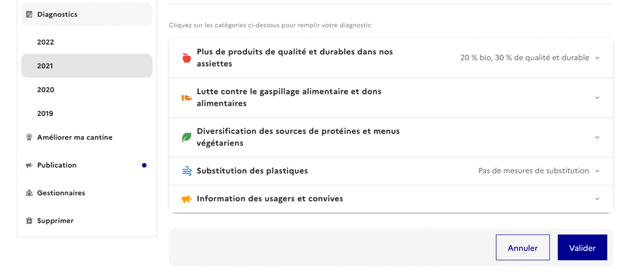 Diagnostics
2022
2021
2020
2019
Améliorer ma cantine
Publication
Gestionnaires
Supprimer
Cliquez sur les catégories ci-dessous pour remplir votre diagnostic
Plus de produits de qualité et durables dans nos
assiettes
20 % bio, 30 % de qualité et durable
Lutte contre le gaspillage alimentaire et dons
alimentaires
Diversification des sources de protéines et menus
végétariens
Substitution des plastiques
Pas de mesures de substitution
Information des usagers et convives
Annuler
Valider